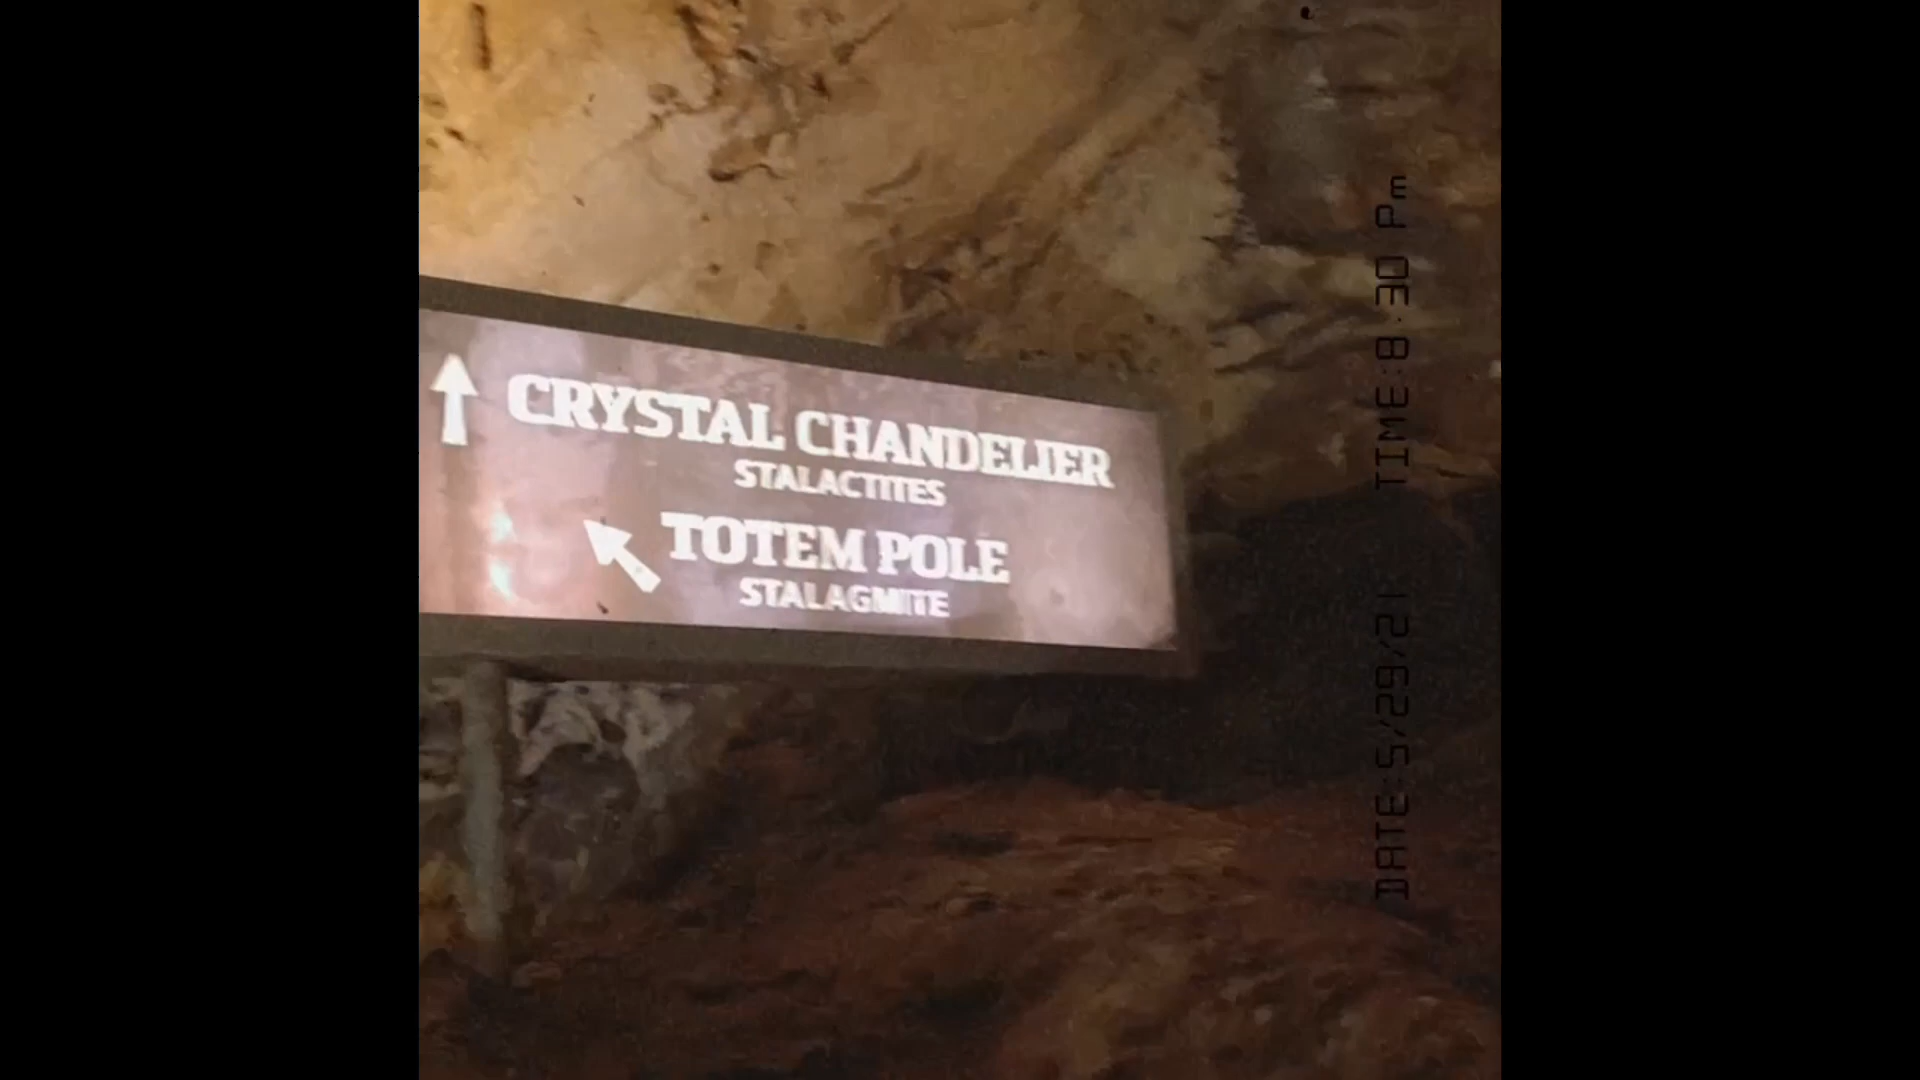 CRYSTAL CHANDELIER
STALACTITES
TOTEM POLE
STALAGMITE
DATE:5/29/21 TIME:8:30 Pm